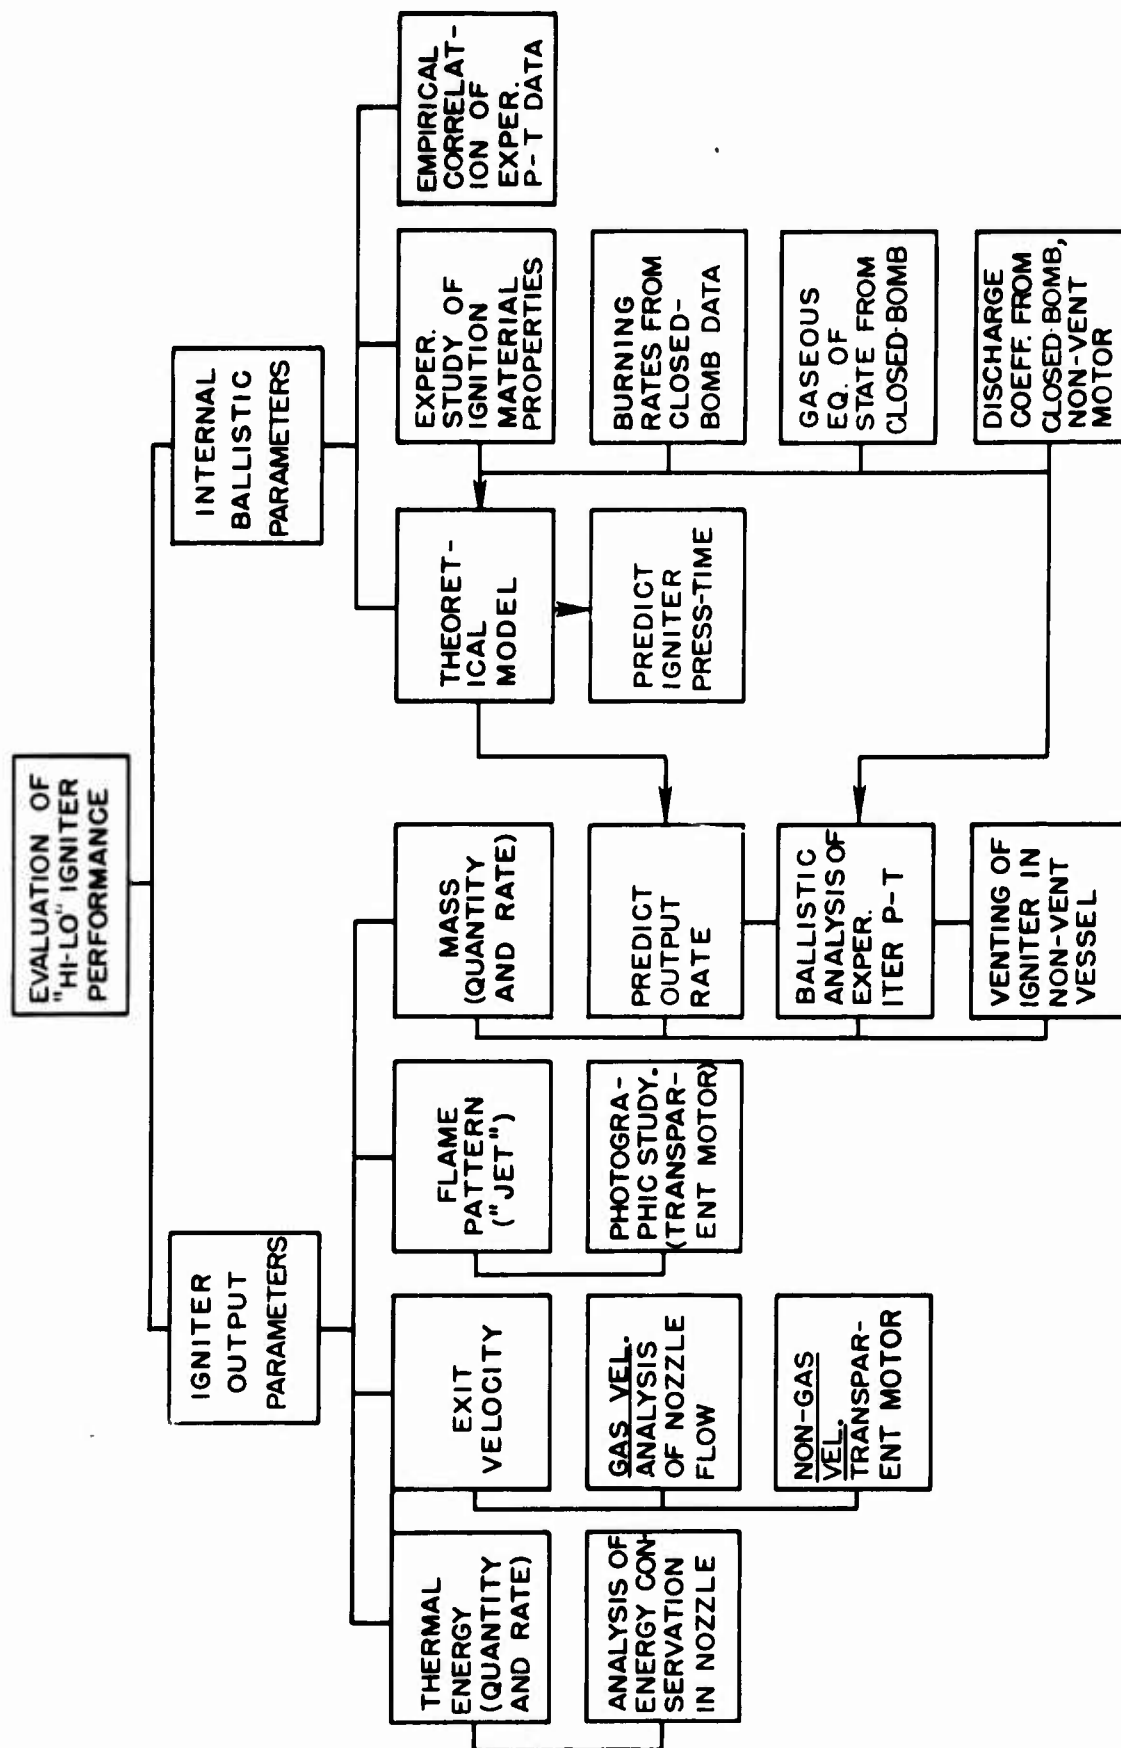 EVALUATION OF
"HI-LO" IGNITER
PERFORMANCE
IGNITER
OUTPUT
PARAMETERS
INTERNAL
BALLISTIC
PARAMETERS
THERMAL
ENERGY
(QUANTITY
AND RATE)
EXIT
VELOCITY
FLAME
PATTERN
("JET")
MASS
(QUANTITY
AND RATE)
THEORET-
ICAL
MODEL
EXPER.
STUDY OF
IGNITION
MATERIAL
PROPERTIES
EMPIRICAL
CORRELAT-
ION OF
EXPER.
P-T DATA
ANALYSIS OF
ENERGY CON-
SERVATION
IN NOZZLE
GAS VEL.
ANALYSIS
OF NOZZLE
FLOW
PHOTOGRA-
PHIC STUDY.
(TRANSPAR-
ENT MOTOR)
PREDICT
OUTPUT
RATE
PREDICT
IGNITER
PRESS-TIME
BURNING
RATES FROM
CLOSED-
BOMB DATA
NON-GAS
VEL.
TRANSPAR-
ENT MOTOR
BALLISTIC
ANALYSIS OF
EXPER.
ITER P-T
GASEOUS
EQ. OF
STATE FROM
CLOSED-BOMB
VENTING OF
IGNITER IN
NON-VENT
VESSEL
DISCHARGE
COEFF. FROM
CLOSED-BOMB,
NON-VENT
MOTOR